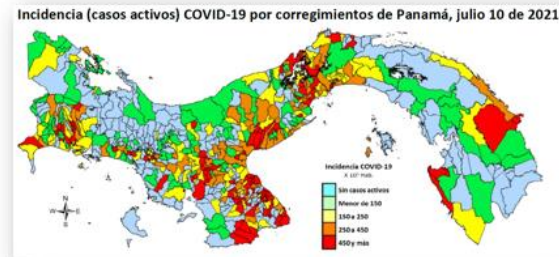 Incidencia (casos activos) COVID-19 por corregimientos de Panamá, julio 10 de 2021
Incidencia COVID-19
Sin casos activos
Menor de 150
150 a 250
250 a 450
450 y más
N
W
E
S